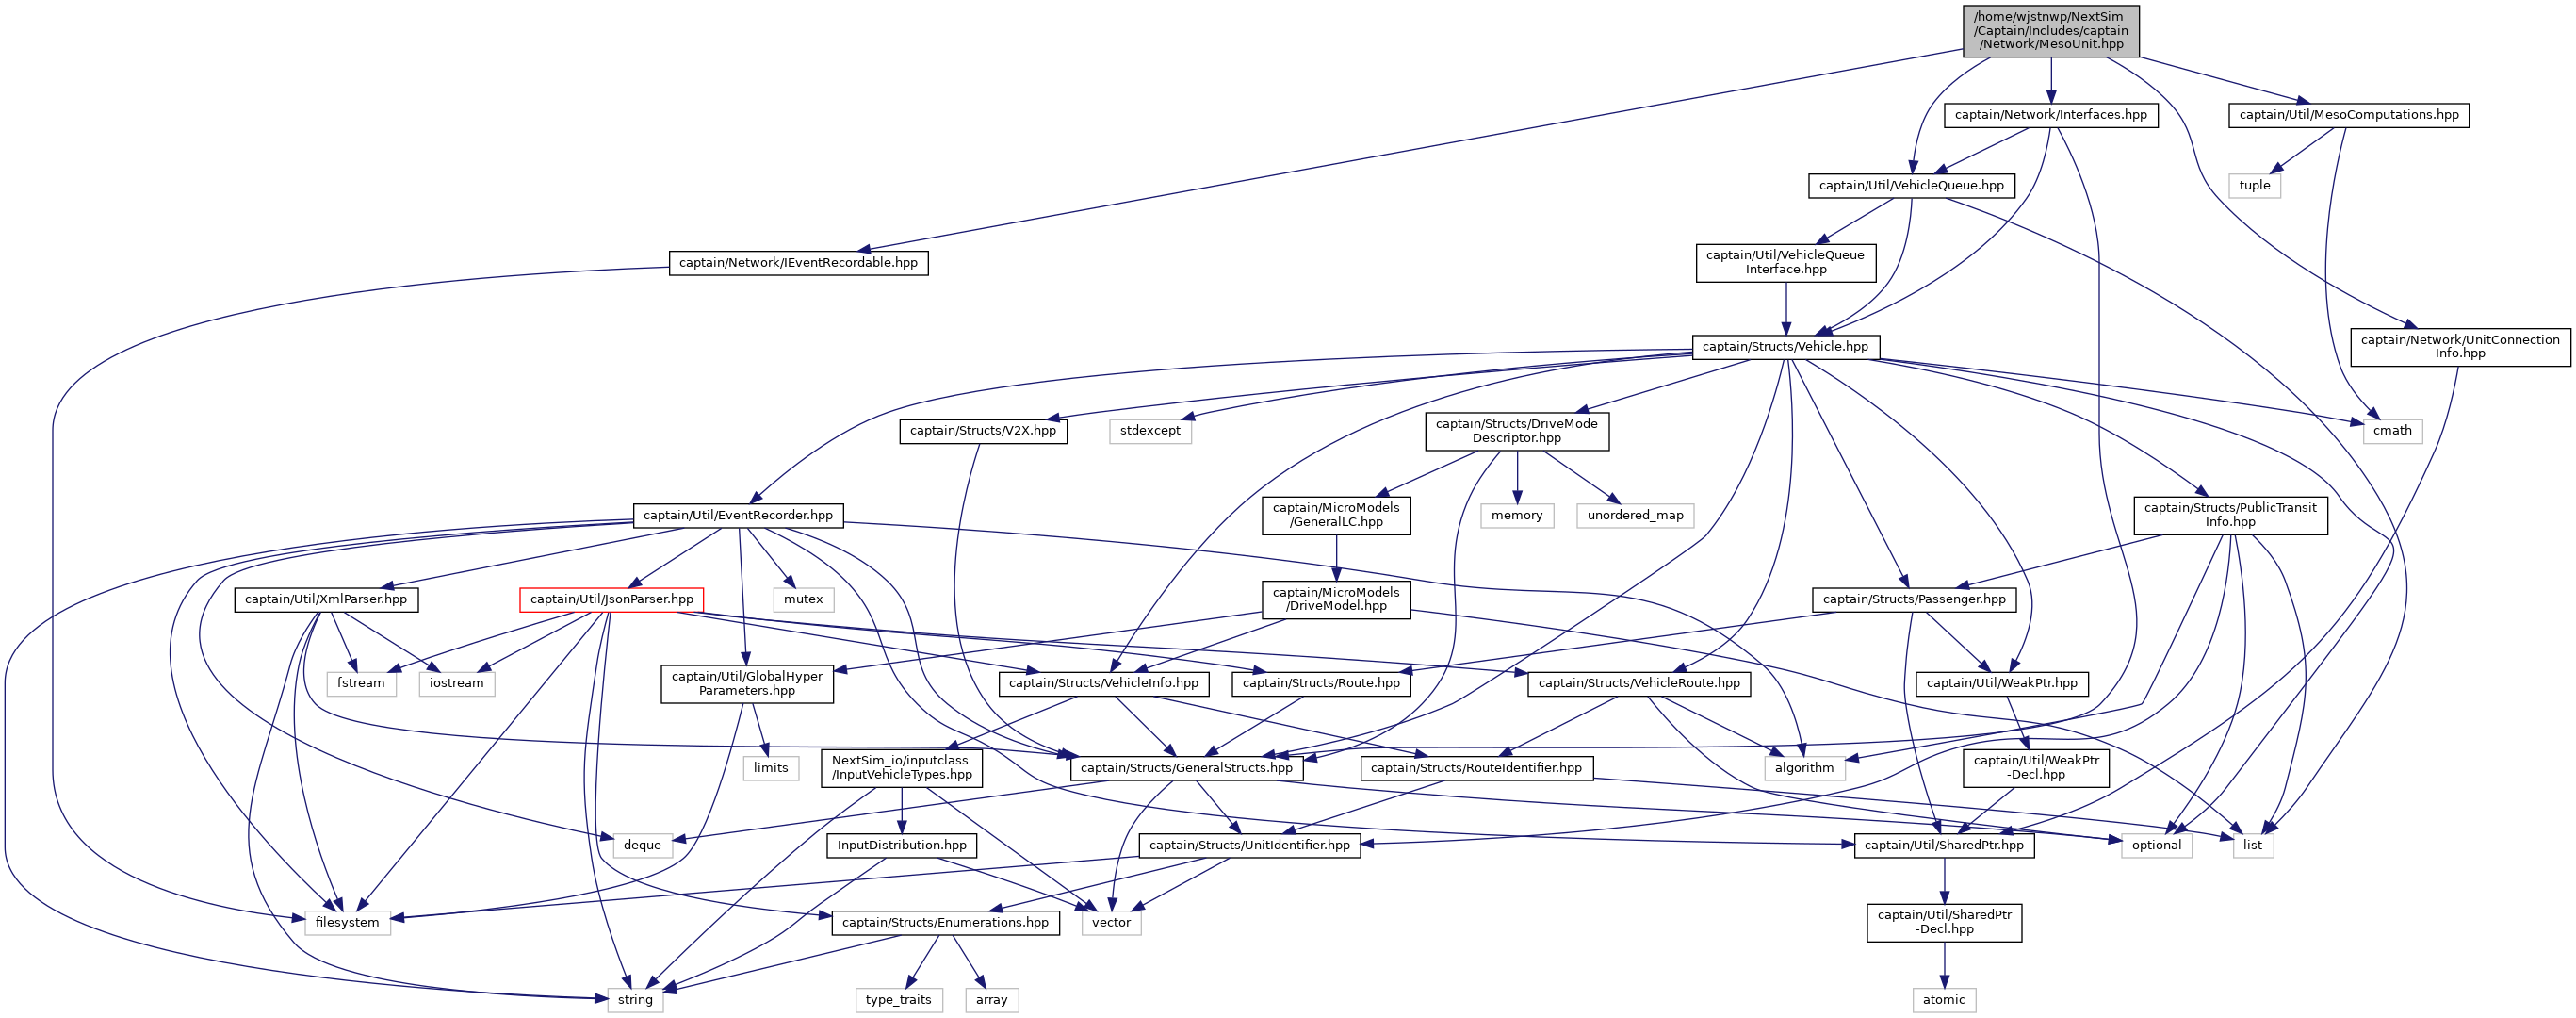 /home/wjstnwp/NextSim
/Captain/Includes/captain
/Network/MesoUnit.hpp
captain/Network/Interfaces.hpp
captain/Util/MesoComputations.hpp
captain/Util/VehicleQueue.hpp
tuple
captain/Network/IEventRecordable.hpp
captain/Util/VehicleQueue
Interface.hpp
captain/Structs/Vehicle.hpp
captain/Network/UnitConnection
Info.hpp
captain/Structs/V2X.hpp
stdexcept
captain/Structs/DriveMode
Descriptor.hpp
cmath
captain/Util/EventRecorder.hpp
captain/MicroModels
/GeneralLC.hpp
memory
unordered_map
captain/Structs/PublicTransit
Info.hpp
captain/Util/XmlParser.hpp
captain/Util/JsonParser.hpp
mutex
captain/MicroModels
/DriveModel.hpp
captain/Structs/Passenger.hpp
fstream
iostream
captain/Util/GlobalHyper
Parameters.hpp
captain/Structs/VehicleInfo.hpp
captain/Structs/Route.hpp
captain/Structs/VehicleRoute.hpp
captain/Util/WeakPtr.hpp
limits
NextSim_io/inputclass
/InputVehicleTypes.hpp
captain/Structs/GeneralStructs.hpp
captain/Structs/RouteIdentifier.hpp
algorithm
captain/Util/WeakPtr
-Decl.hpp
deque
InputDistribution.hpp
captain/Structs/UnitIdentifier.hpp
captain/Util/SharedPtr.hpp
optional
list
filesystem
captain/Structs/Enumerations.hpp
vector
captain/Util/SharedPtr
-Decl.hpp
string
type_traits
array
atomic